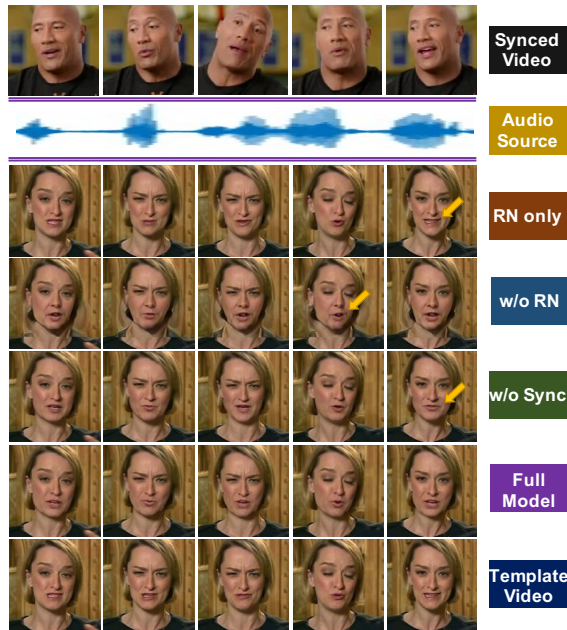 Synced
Video
Audio
Source
RN only
w/o RN
w/o Sync
Full
Model
Template
Video